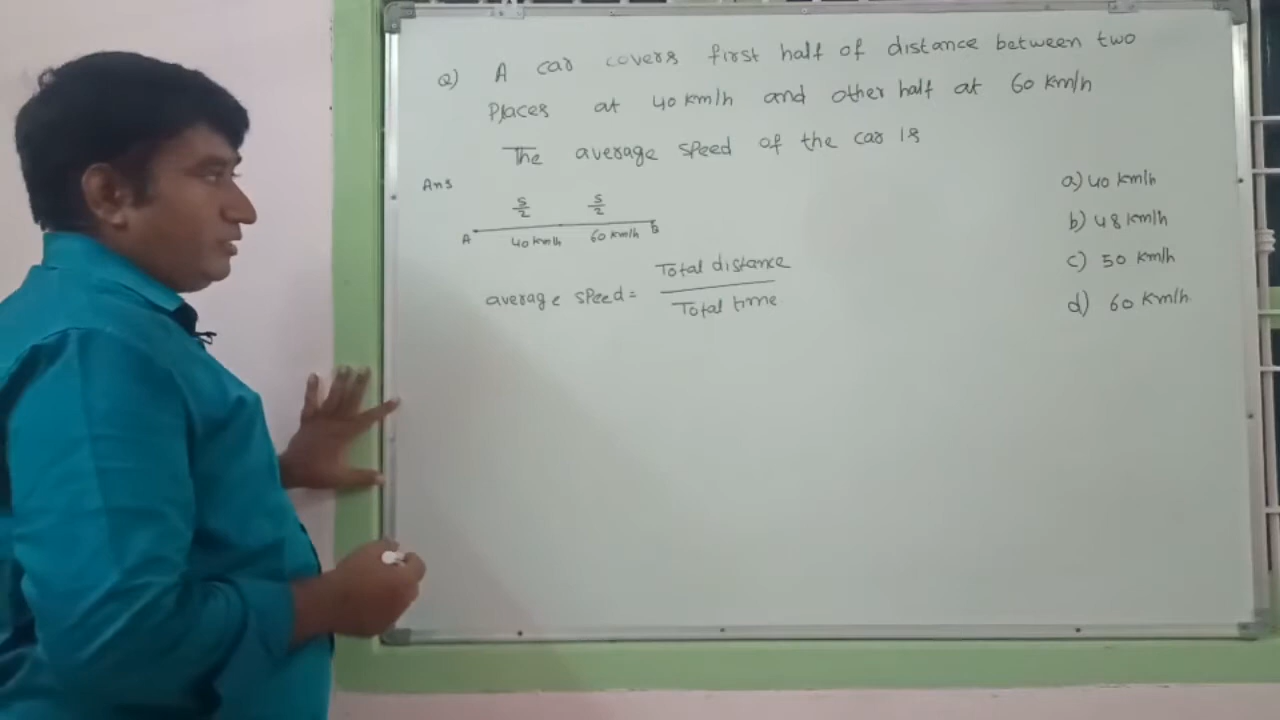 Q) A car covers first half of distance between two
Places at 40 km/h and other half at 60 km/h
The average speed of the car is
Ans
a) 40 km/h
S/2 S/2
b) 48 km/h
A 40 km/h 60 km/h B
c) 50 km/h
average speed = Total distance / Total time
d) 60 km/h